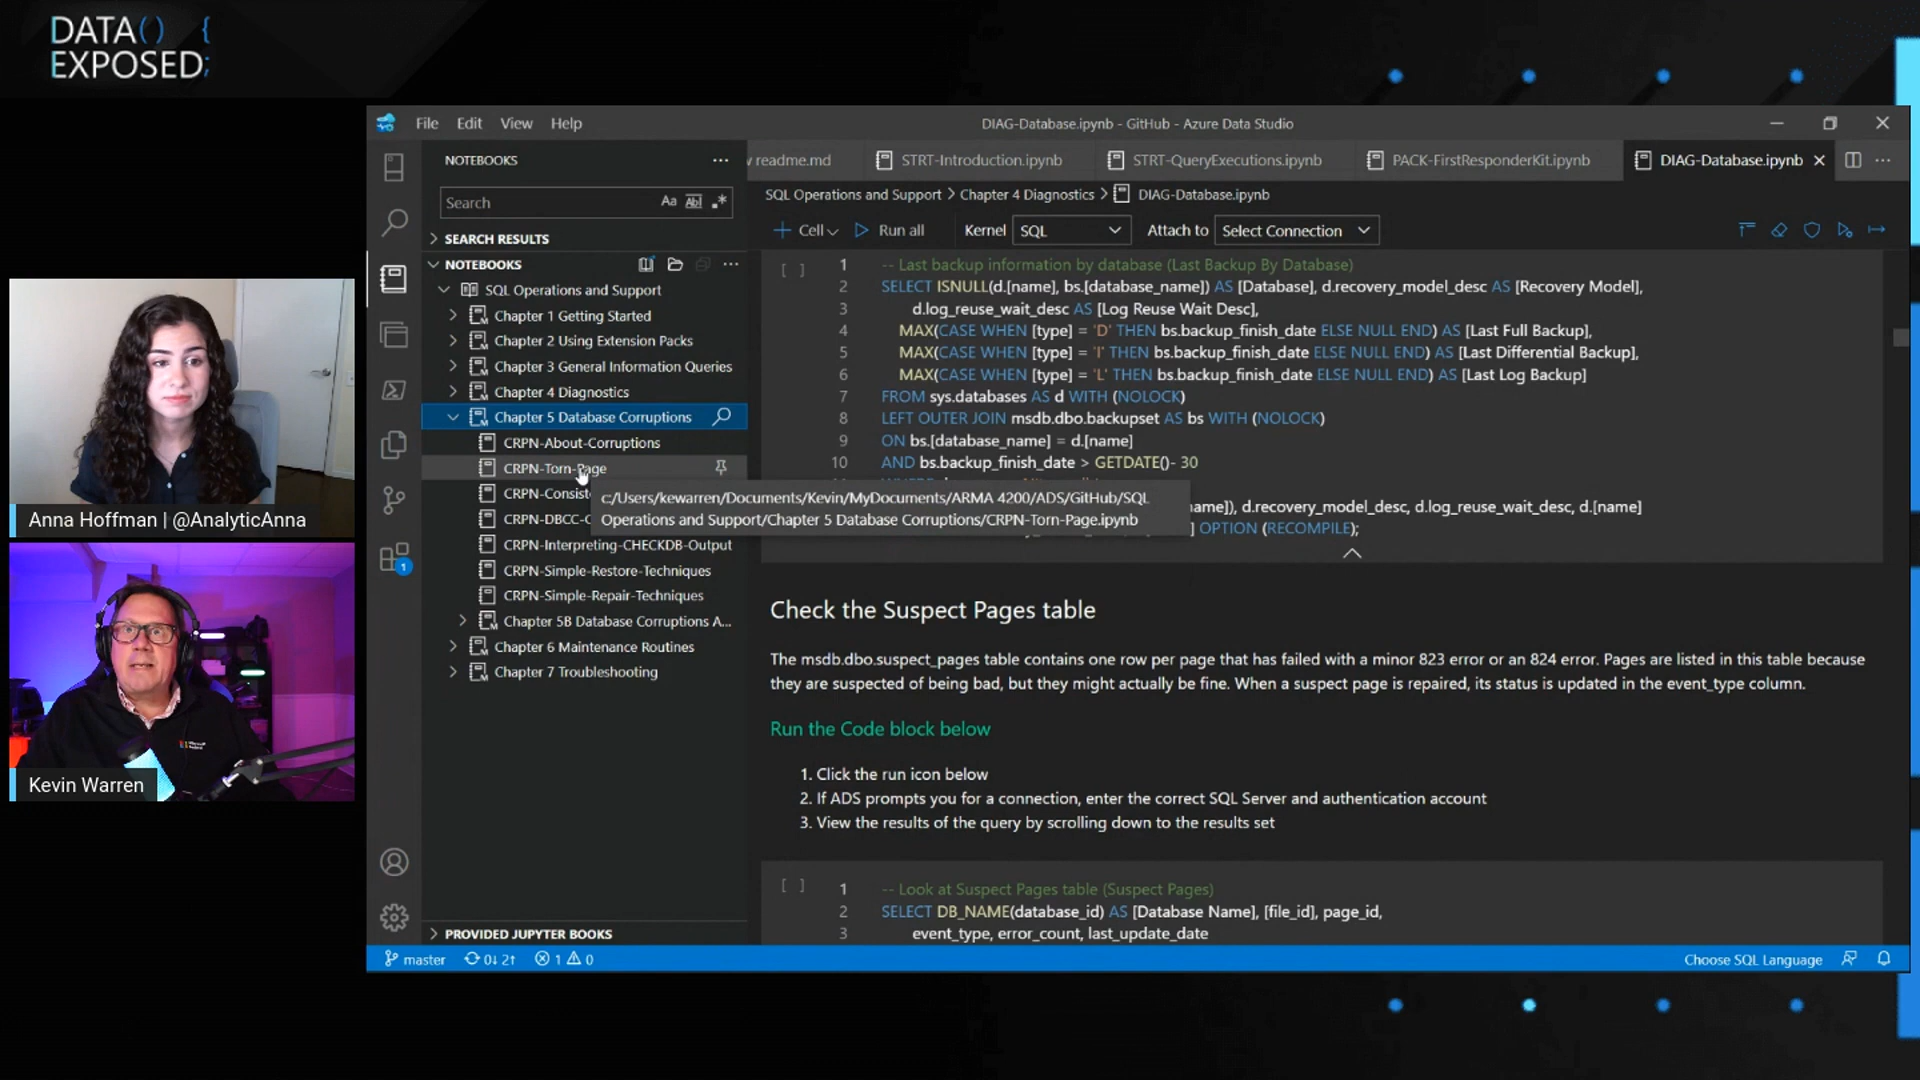 DATA() {
EXPOSED;
File Edit View Help
DIAG-Database.ipynb - GitHub - Azure Data Studio
NOTEBOOKS
readme.md
STRT-Introduction.ipynb
STRT-QueryExecutions.ipynb
PACK-FirstResponderKit.ipynb
DIAG-Database.ipynb
SQL Operations and Support > Chapter 4 Diagnostics > DIAG-Database.ipynb
Search
Aa Abl .*
Cell Run all Kernel SQL Attach to Select Connection
SEARCH RESULTS
NOTEBOOKS
SQL Operations and Support
Chapter 1 Getting Started
Chapter 2 Using Extension Packs
Chapter 3 General Information Queries
Chapter 4 Diagnostics
Chapter 5 Database Corruptions
CRPN-About-Corruptions
CRPN-Torn-Page
CRPN-Consist
CRPN-DBCC-C
CRPN-Interpreting-CHECKDB-Output
CRPN-Simple-Restore-Techniques
CRPN-Simple-Repair-Techniques
Chapter 5B Database Corruptions A...
Chapter 6 Maintenance Routines
Chapter 7 Troubleshooting
PROVIDED JUPYTER BOOKS
c:/Users/kewarren/Documents/Kevin/MyDocuments/ARMA 4200/ADS/GitHub/SQL
Operations and Support/Chapter 5 Database Corruptions/CRPN-Torn-Page.ipynb
[ ] 1 -- Last backup information by database (Last Backup By Database)
2 SELECT ISNULL(d.[name], bs.[database_name]) AS [Database], d.recovery_model_desc AS [Recovery Model],
3 d.log_reuse_wait_desc AS [Log Reuse Wait Desc],
4 MAX(CASE WHEN [type] = 'D' THEN bs.backup_finish_date ELSE NULL END) AS [Last Full Backup],
5 MAX(CASE WHEN [type] = 'I' THEN bs.backup_finish_date ELSE NULL END) AS [Last Differential Backup],
6 MAX(CASE WHEN [type] = 'L' THEN bs.backup_finish_date ELSE NULL END) AS [Last Log Backup]
7 FROM sys.databases AS d WITH (NOLOCK)
8 LEFT OUTER JOIN msdb.dbo.backupset AS bs WITH (NOLOCK)
9 ON bs.[database_name] = d.[name]
10 AND bs.backup_finish_date > GETDATE()- 30
name]), d.recovery_model_desc, d.log_reuse_wait_desc, d.[name]
] OPTION (RECOMPILE);
Check the Suspect Pages table
The msdb.dbo.suspect_pages table contains one row per page that has failed with a minor 823 error or an 824 error. Pages are listed in this table because
they are suspected of being bad, but they might actually be fine. When a suspect page is repaired, its status is updated in the event_type column.
Run the Code block below
1. Click the run icon below
2. If ADS prompts you for a connection, enter the correct SQL Server and authentication account
3. View the results of the query by scrolling down to the results set
[ ] 1 -- Look at Suspect Pages table (Suspect Pages)
2 SELECT DB_NAME(database_id) AS [Database Name], [file_id], page_id,
3 event_type, error_count, last_update_date
1
master 0↓ 2↑ 1 0
Choose SQL Language
Anna Hoffman | @AnalyticAnna
Kevin Warren